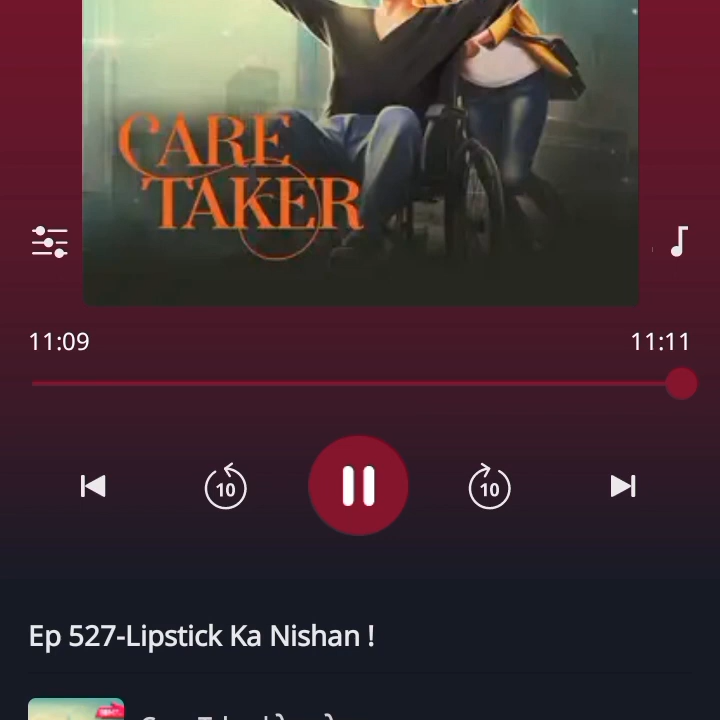 CARE
TAKER
11:09
11:11
10
10
Ep 527-Lipstick Ka Nishan !